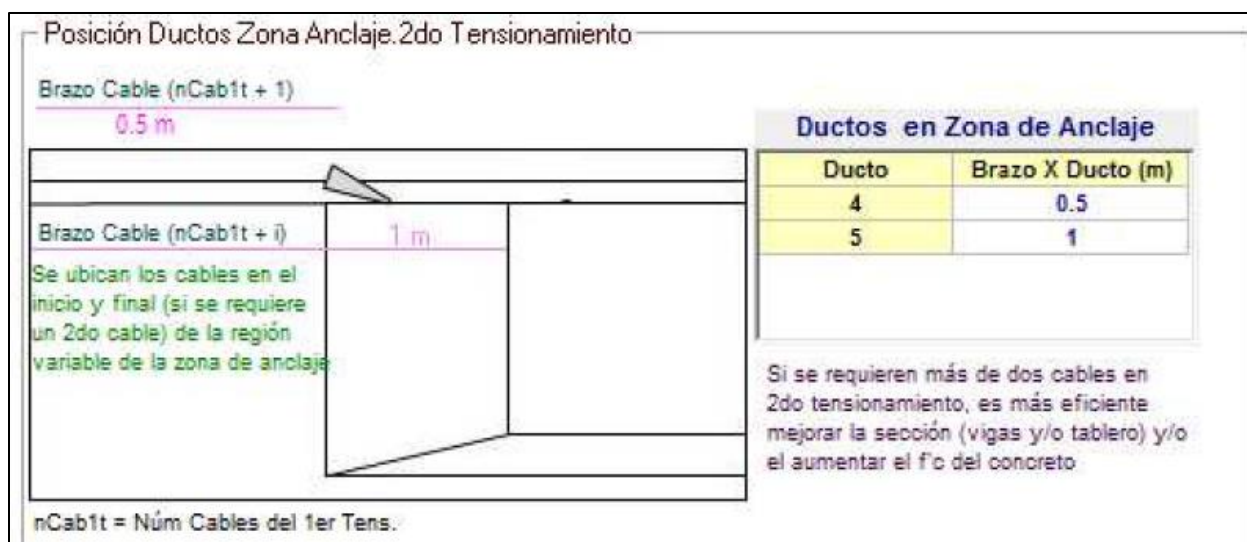 Posición Ductos Zona Anclaje.2do Tensionamiento
Brazo Cable (nCab1t + 1)
0.5 m
Brazo Cable (nCab1t + i)
1 m
Se ubican los cables en el
inicio y final (si se requiere
un 2do cable) de la región
variable de la zona de anclaje
nCab1t = Núm Cables del 1er Tens.
Ductos en Zona de Anclaje
Ducto Brazo X Ducto (m)
4 0.5
5 1
Si se requieren más de dos cables en
2do tensionamiento, es más eficiente
mejorar la sección (vigas y/o tablero) y/o
el aumentar el f'c del concreto